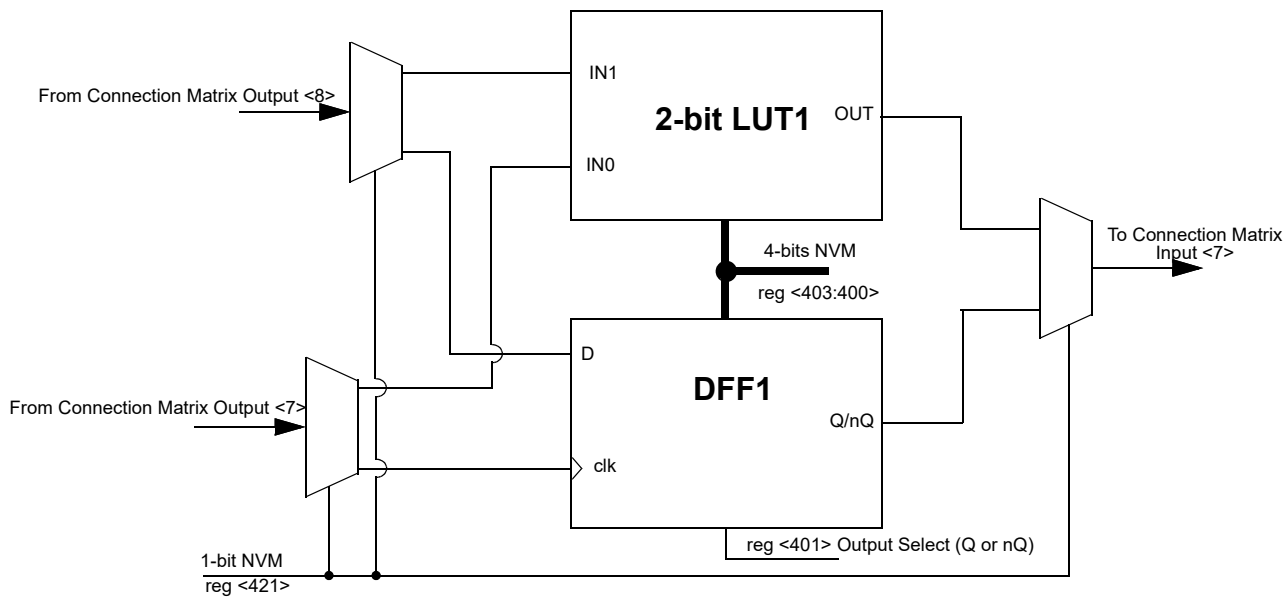 From Connection Matrix Output <8>
IN1
2-bit LUT1
OUT
IN0
To Connection Matrix
Input <7>
4-bits NVM
reg <403:400>
D
DFF1
From Connection Matrix Output <7>
Q/nQ
clk
reg <401> Output Select (Q or nQ)
1-bit NVM
reg <421>